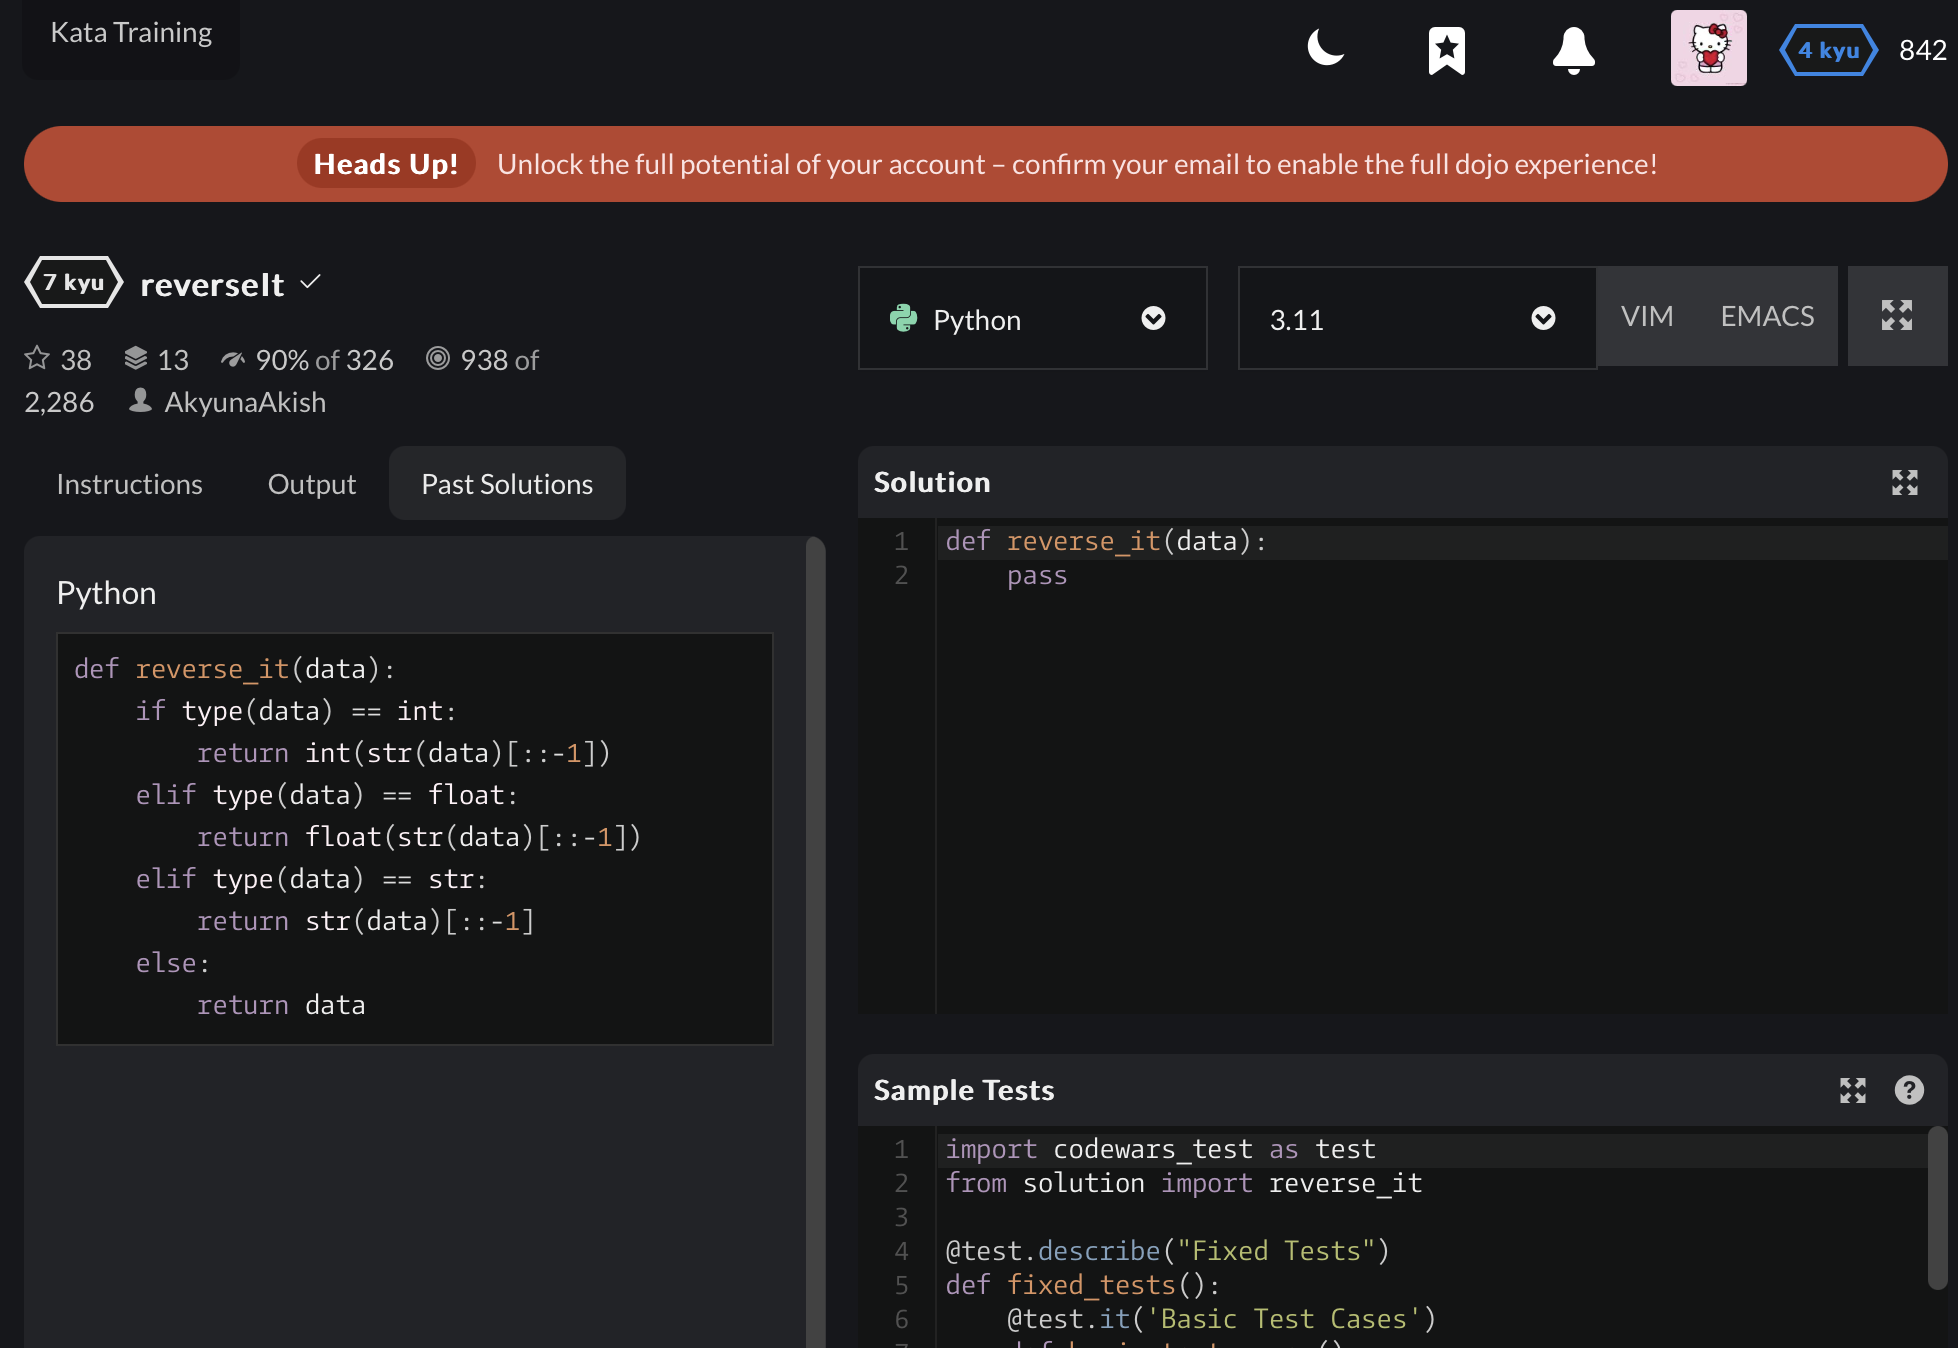 Kata Training
4 kyu 842
Heads Up! Unlock the full potential of your account – confirm your email to enable the full dojo experience!
7 kyu reverseIt
38 13 90% of 326 938 of
2,286 AkyunaAkish
Python 3.11 VIM EMACS
Instructions Output Past Solutions
Python
def reverse_it(data):
    if type(data) == int:
        return int(str(data)[::-1])
    elif type(data) == float:
        return float(str(data)[::-1])
    elif type(data) == str:
        return str(data)[::-1]
    else:
        return data
Solution
1 def reverse_it(data):
2     pass
Sample Tests
?
1 import codewars_test as test
2 from solution import reverse_it
3
4 @test.describe("Fixed Tests")
5 def fixed_tests():
6     @test.it('Basic Test Cases')